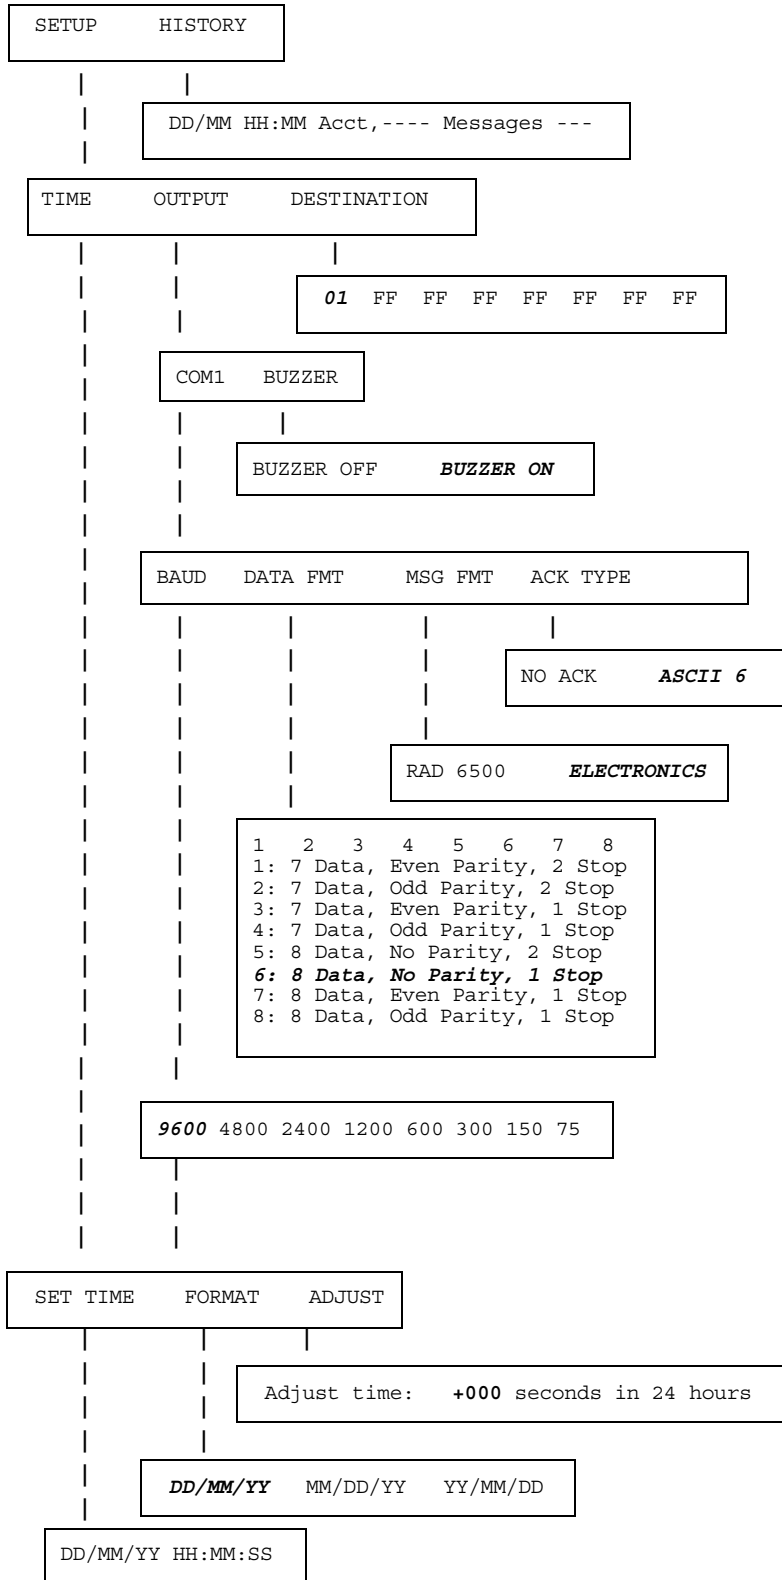 SETUP HISTORY
DD/MM HH:MM Acct,---- Messages ---
TIME OUTPUT DESTINATION
01 FF FF FF FF FF FF FF
COM1 BUZZER
BUZZER OFF BUZZER ON
BAUD DATA FMT MSG FMT ACK TYPE
NO ACK ASCII 6
RAD 6500 ELECTRONICS
1 2 3 4 5 6 7 8
1: 7 Data, Even Parity, 2 Stop
2: 7 Data, Odd Parity, 2 Stop
3: 7 Data, Even Parity, 1 Stop
4: 7 Data, Odd Parity, 1 Stop
5: 8 Data, No Parity, 2 Stop
6: 8 Data, No Parity, 1 Stop
7: 8 Data, Even Parity, 1 Stop
8: 8 Data, Odd Parity, 1 Stop
9600 4800 2400 1200 600 300 150 75
SET TIME FORMAT ADJUST
Adjust time: +000 seconds in 24 hours
DD/MM/YY MM/DD/YY YY/MM/DD
DD/MM/YY HH:MM:SS